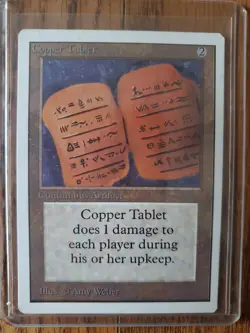 Copper Tablet
2
Continuous Artifact
Copper Tablet
does 1 damage to
each player during
his or her upkeep.
Illus. © Amy Weber